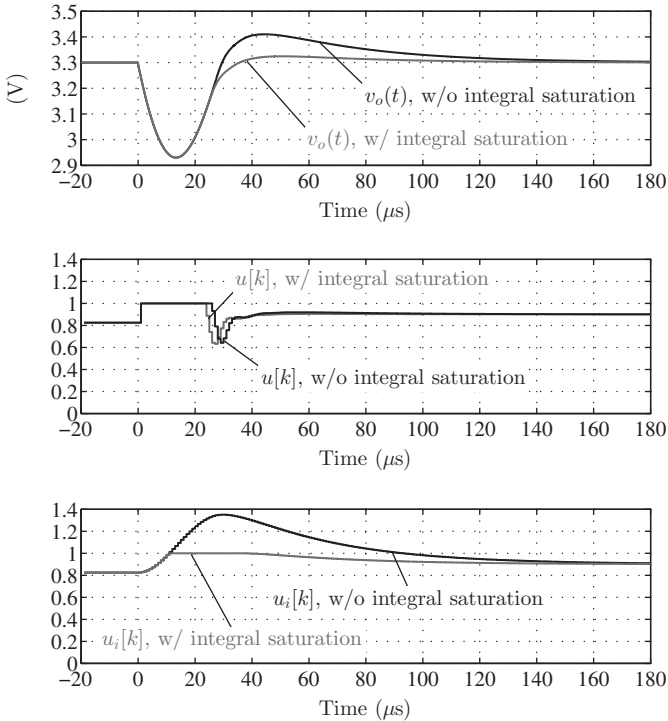 3.5
3.4
3.3
3.2
3.1
3
2.9
(V)
v_o(t), w/o integral saturation
v_o(t), w/ integral saturation
−20 0 20 40 60 80 100 120 140 160 180
Time (μs)
1.4
1.2
1
0.8
0.6
0.4
0.2
0
u[k], w/ integral saturation
u[k], w/o integral saturation
−20 0 20 40 60 80 100 120 140 160 180
Time (μs)
1.4
1.2
1
0.8
0.6
0.4
0.2
0
u_i[k], w/o integral saturation
u_i[k], w/ integral saturation
−20 0 20 40 60 80 100 120 140 160 180
Time (μs)